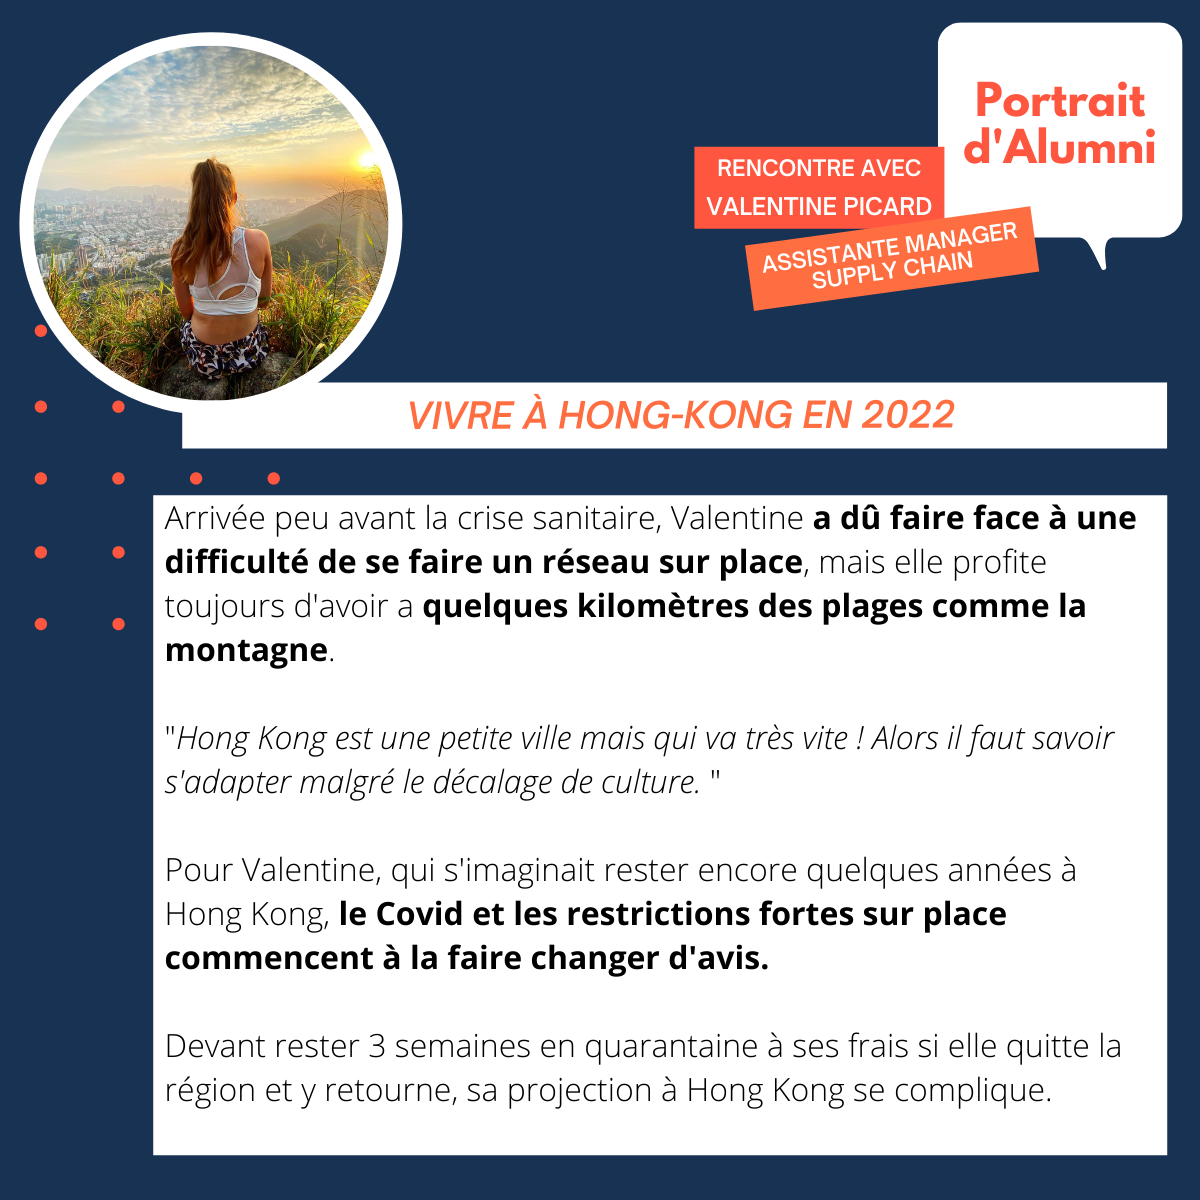 Portrait
d'Alumni
RENCONTRE AVEC
VALENTINE PICARD
ASSISTANTE MANAGER
SUPPLY CHAIN
VIVRE À HONG-KONG EN 2022
Arrivée peu avant la crise sanitaire, Valentine a dû faire face à une
difficulté de se faire un réseau sur place, mais elle profite
toujours d'avoir a quelques kilomètres des plages comme la
montagne.
"Hong Kong est une petite ville mais qui va très vite ! Alors il faut savoir
s'adapter malgré le décalage de culture. "
Pour Valentine, qui s'imaginait rester encore quelques années à
Hong Kong, le Covid et les restrictions fortes sur place
commencent à la faire changer d'avis.
Devant rester 3 semaines en quarantaine à ses frais si elle quitte la
région et y retourne, sa projection à Hong Kong se complique.